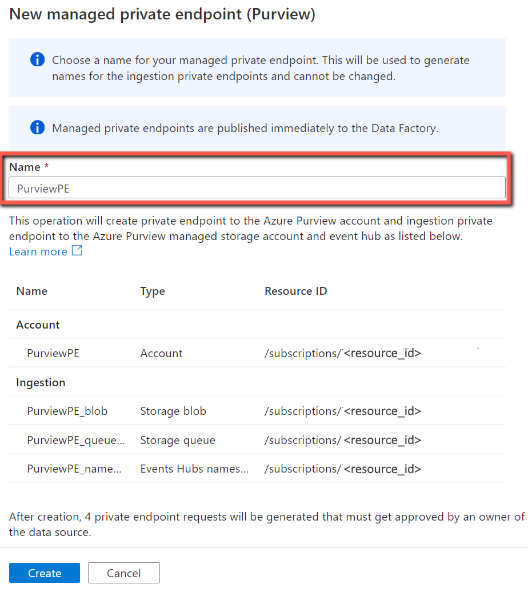 New managed private endpoint (Purview)
Choose a name for your managed private endpoint. This will be used to generate
names for the ingestion private endpoints and cannot be changed.
Managed private endpoints are published immediately to the Data Factory.
Name *
PurviewPE
This operation will create private endpoint to the Azure Purview account and ingestion private
endpoint to the Azure Purview managed storage account and event hub as listed below.
Learn more
Name Type Resource ID
Account
PurviewPE Account /subscriptions/<resource_id>
Ingestion
PurviewPE_blob Storage blob /subscriptions/<resource_id>
PurviewPE_queue... Storage queue /subscriptions/<resource_id>
PurviewPE_name... Events Hubs names... /subscriptions/<resource_id>
After creation, 4 private endpoint requests will be generated that must get approved by an owner of
the data source.
Create Cancel